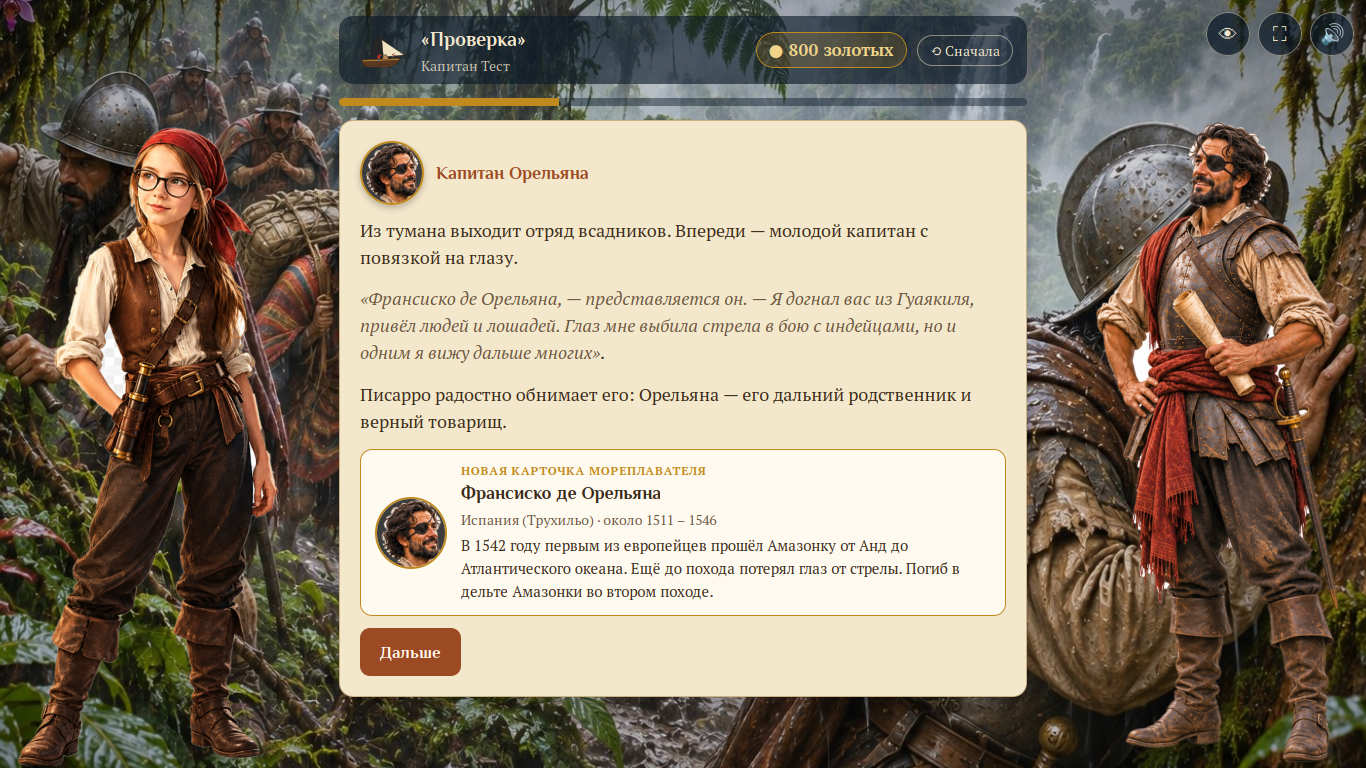 «Проверка»
Капитан Тест
800 золотых
⟲ Сначала
Капитан Орельяна
Из тумана выходит отряд всадников. Впереди — молодой капитан с
повязкой на глазу.
«Франсиско де Орельяна, — представляется он. — Я догнал вас из Гуаякиля,
привёл людей и лошадей. Глаз мне выбила стрела в бою с индейцами, но и
одним я вижу дальше многих».
Писарро радостно обнимает его: Орельяна — его дальний родственник и
верный товарищ.
НОВАЯ КАРТОЧКА МОРЕПЛАВАТЕЛЯ
Франсиско де Орельяна
Испания (Трухильо) · около 1511 – 1546
В 1542 году первым из европейцев прошёл Амазонку от Анд до
Атлантического океана. Ещё до похода потерял глаз от стрелы. Погиб в
дельте Амазонки во втором походе.
Дальше